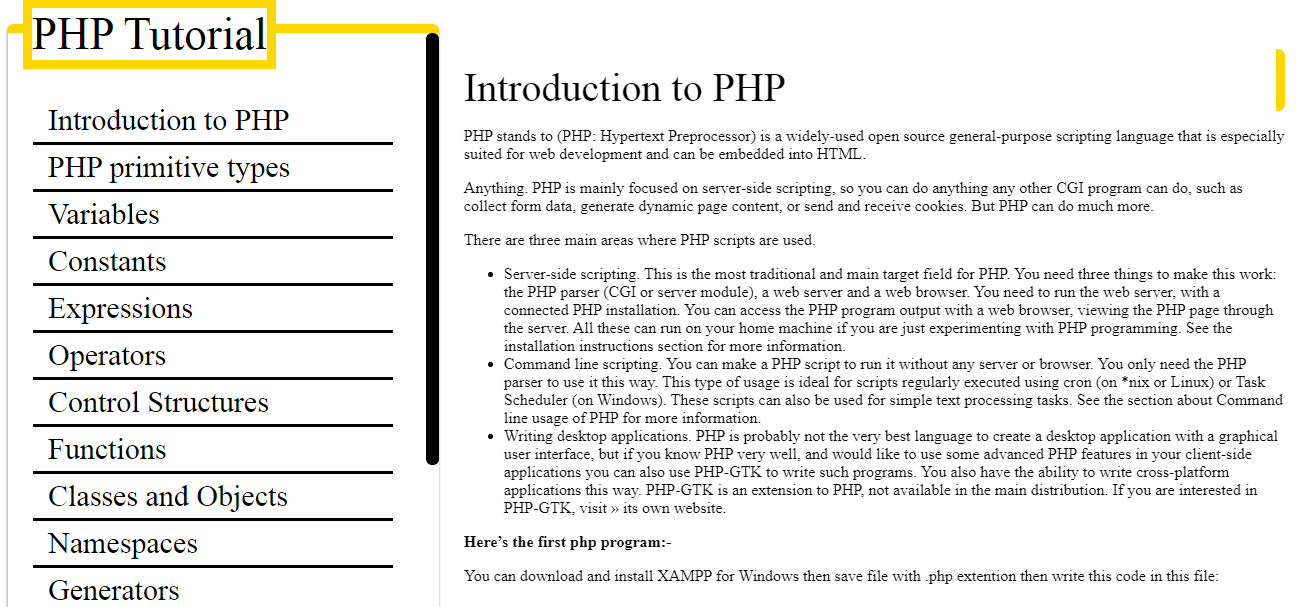 PHP Tutorial
Introduction to PHP
PHP primitive types
Variables
Constants
Expressions
Operators
Control Structures
Functions
Classes and Objects
Namespaces
Generators
Introduction to PHP
PHP stands to (PHP: Hypertext Preprocessor) is a widely-used open source general-purpose scripting language that is especially
suited for web development and can be embedded into HTML.
Anything. PHP is mainly focused on server-side scripting, so you can do anything any other CGI program can do, such as
collect form data, generate dynamic page content, or send and receive cookies. But PHP can do much more.
There are three main areas where PHP scripts are used.
• Server-side scripting. This is the most traditional and main target field for PHP. You need three things to make this work:
the PHP parser (CGI or server module), a web server and a web browser. You need to run the web server, with a
connected PHP installation. You can access the PHP program output with a web browser, viewing the PHP page through
the server. All these can run on your home machine if you are just experimenting with PHP programming. See the
installation instructions section for more information.
• Command line scripting. You can make a PHP script to run it without any server or browser. You only need the PHP
parser to use it this way. This type of usage is ideal for scripts regularly executed using cron (on *nix or Linux) or Task
Scheduler (on Windows). These scripts can also be used for simple text processing tasks. See the section about Command
line usage of PHP for more information.
• Writing desktop applications. PHP is probably not the very best language to create a desktop application with a graphical
user interface, but if you know PHP very well, and would like to use some advanced PHP features in your client-side
applications you can also use PHP-GTK to write such programs. You also have the ability to write cross-platform
applications this way. PHP-GTK is an extension to PHP, not available in the main distribution. If you are interested in
PHP-GTK, visit » its own website.
Here’s the first php program:-
You can download and install XAMPP for Windows then save file with .php extention then write this code in this file: